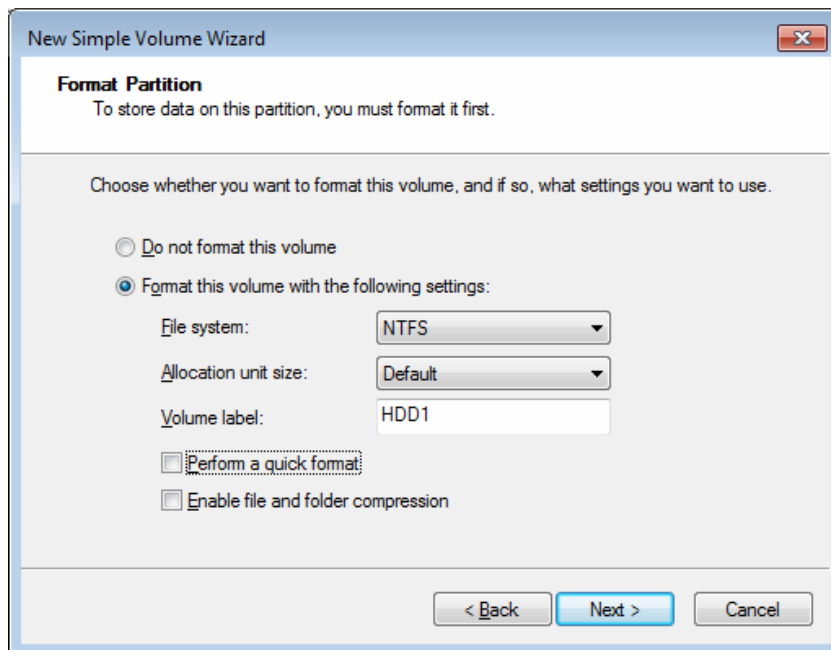 New Simple Volume Wizard
Format Partition
To store data on this partition, you must format it first.
Choose whether you want to format this volume, and if so, what settings you want to use.
Do not format this volume
Format this volume with the following settings:
File system: NTFS
Allocation unit size: Default
Volume label: HDD1
Perform a quick format
Enable file and folder compression
< Back Next > Cancel